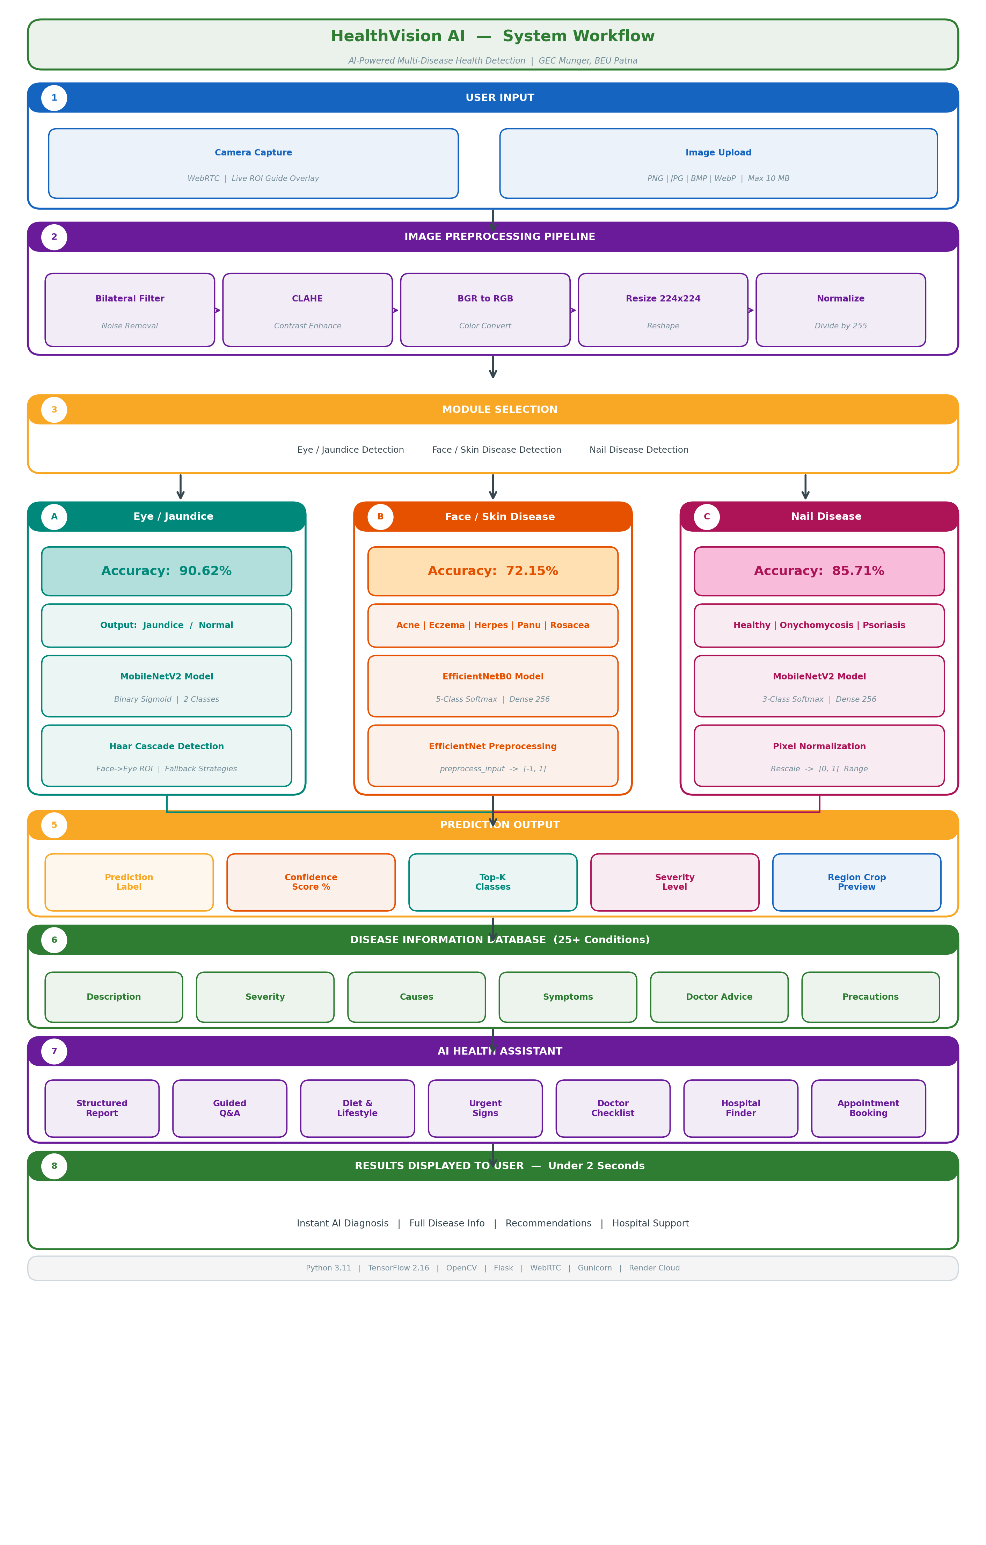 HealthVision AI — System Workflow
AI-Powered Multi-Disease Health Detection | GEC Munger, BEU Patna
1
USER INPUT
Camera Capture
WebRTC | Live ROI Guide Overlay
Image Upload
PNG | JPG | BMP | WebP | Max 10 MB
2
IMAGE PREPROCESSING PIPELINE
Bilateral Filter
Noise Removal
CLAHE
Contrast Enhance
BGR to RGB
Color Convert
Resize 224x224
Reshape
Normalize
Divide by 255
3
MODULE SELECTION
Eye / Jaundice Detection Face / Skin Disease Detection Nail Disease Detection
A
Eye / Jaundice
Accuracy: 90.62%
Output: Jaundice / Normal
MobileNetV2 Model
Binary Sigmoid | 2 Classes
Haar Cascade Detection
Face->Eye ROI | Fallback Strategies
B
Face / Skin Disease
Accuracy: 72.15%
Acne | Eczema | Herpes | Panu | Rosacea
EfficientNetB0 Model
5-Class Softmax | Dense 256
EfficientNet Preprocessing
preprocess_input -> [-1, 1]
C
Nail Disease
Accuracy: 85.71%
Healthy | Onychomycosis | Psoriasis
MobileNetV2 Model
3-Class Softmax | Dense 256
Pixel Normalization
Rescale -> [0, 1] Range
5
PREDICTION OUTPUT
Prediction
Label
Confidence
Score %
Top-K
Classes
Severity
Level
Region Crop
Preview
6
DISEASE INFORMATION DATABASE (25+ Conditions)
Description
Severity
Causes
Symptoms
Doctor Advice
Precautions
7
AI HEALTH ASSISTANT
Structured
Report
Guided
Q&A
Diet &
Lifestyle
Urgent
Signs
Doctor
Checklist
Hospital
Finder
Appointment
Booking
8
RESULTS DISPLAYED TO USER — Under 2 Seconds
Instant AI Diagnosis | Full Disease Info | Recommendations | Hospital Support
Python 3.11 | TensorFlow 2.16 | OpenCV | Flask | WebRTC | Gunicorn | Render Cloud